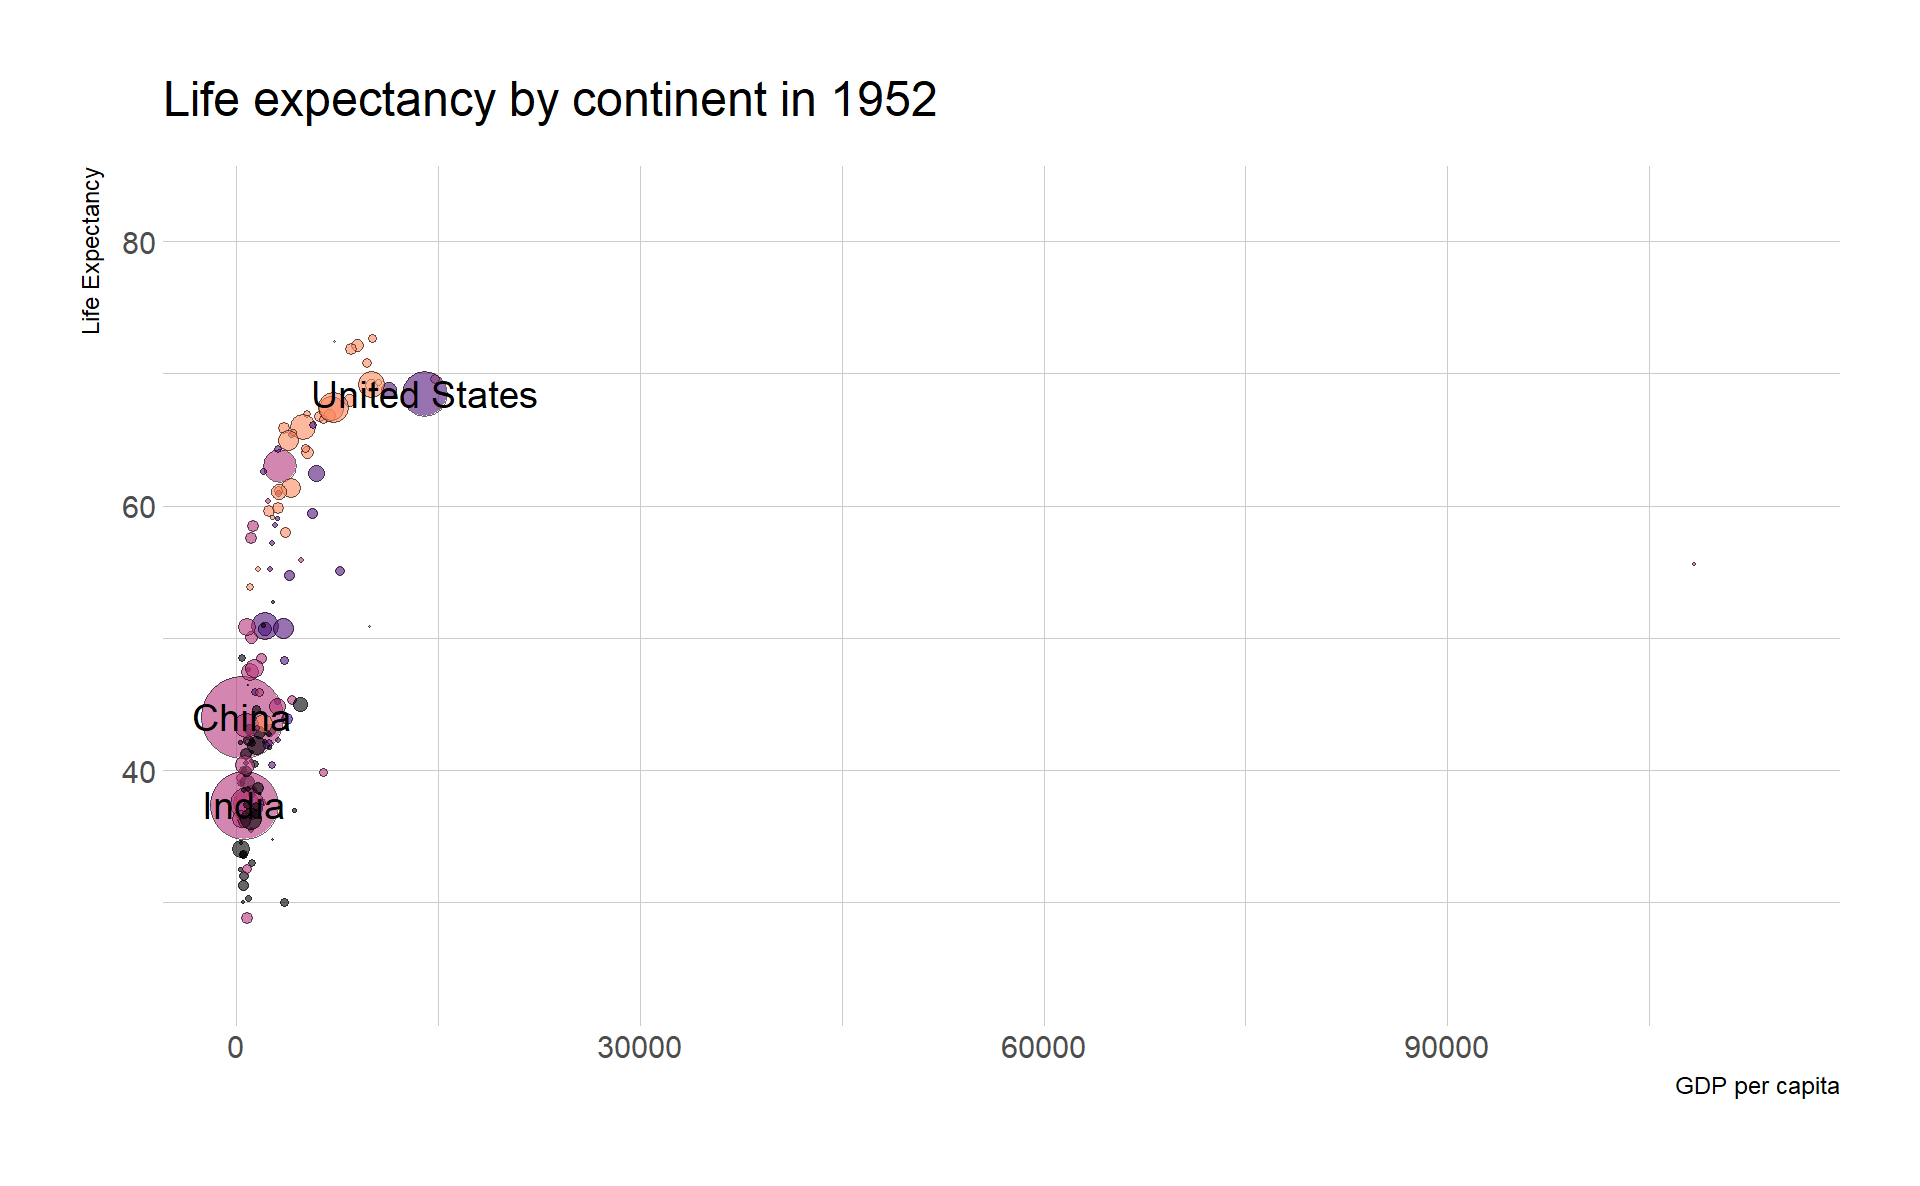 Life expectancy by continent in 1952
Life Expectancy
80
60
40
United States
China
India
0 30000 60000 90000
GDP per capita